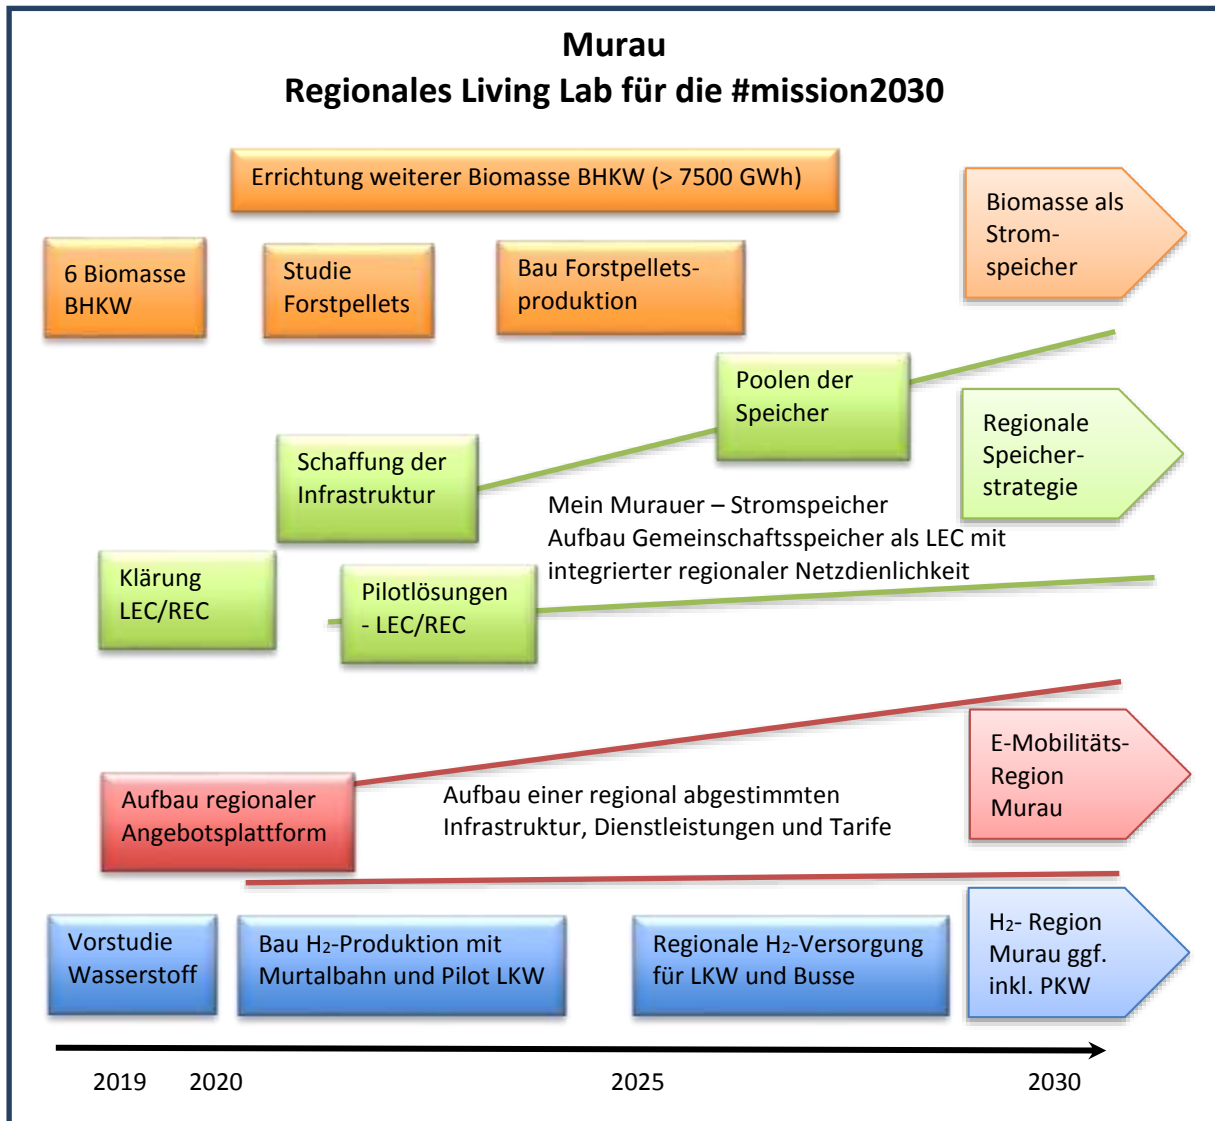 Murau
Regionales Living Lab für die #mission2030
Errichtung weiterer Biomasse BHKW (> 7500 GWh)
Biomasse als
Strom-
speicher
6 Biomasse
BHKW
Studie
Forstpellets
Bau Forstpellets-
produktion
Poolen der
Speicher
Regionale
Speicher-
strategie
Schaffung der
Infrastruktur
Mein Murauer – Stromspeicher
Aufbau Gemeinschaftsspeicher als LEC mit
integrierter regionaler Netzdienlichkeit
Klärung
LEC/REC
Pilotlösungen
- LEC/REC
E-Mobilitäts-
Region
Murau
Aufbau regionaler
Angebotsplattform
Aufbau einer regional abgestimmten
Infrastruktur, Dienstleistungen und Tarife
Vorstudie
Wasserstoff
Bau H₂-Produktion mit
Murtalbahn und Pilot LKW
Regionale H₂-Versorgung
für LKW und Busse
H₂- Region
Murau ggf.
inkl. PKW
2019
2020
2025
2030